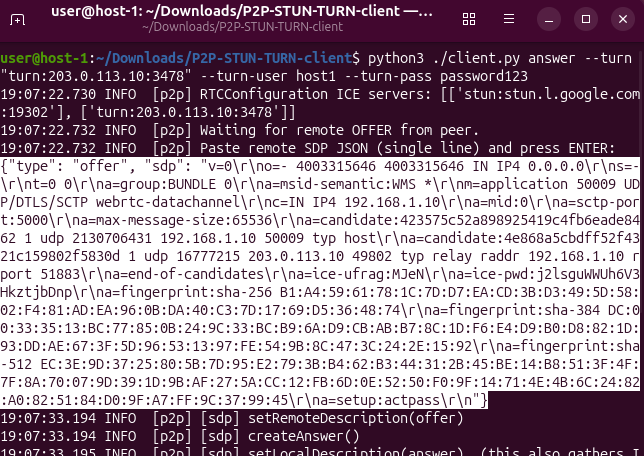 user@host-1: ~/Downloads/P2P-STUN-TURN-client —...
~/Downloads/P2P-STUN-TURN-client
user@host-1:~/Downloads/P2P-STUN-TURN-client$ python3 ./client.py answer --turn
"turn:203.0.113.10:3478" --turn-user host1 --turn-pass password123
19:07:22.730 INFO  [p2p] RTCConfiguration ICE servers: [['stun:stun.l.google.com
:19302'], ['turn:203.0.113.10:3478']]
19:07:22.732 INFO  [p2p] Waiting for remote OFFER from peer.
19:07:22.732 INFO  [p2p] Paste remote SDP JSON (single line) and press ENTER:
{"type": "offer", "sdp": "v=0\r\no=- 4003315646 4003315646 IN IP4 0.0.0.0\r\ns=-
\r\nt=0 0\r\na=group:BUNDLE 0\r\na=msid-semantic:WMS *\r\nm=application 50009 UD
P/DTLS/SCTP webrtc-datachannel\r\nc=IN IP4 192.168.1.10\r\na=mid:0\r\na=sctp-por
t:5000\r\na=max-message-size:65536\r\na=candidate:423575c52a898925419c4fb6eade84
62 1 udp 2130706431 192.168.1.10 50009 typ host\r\na=candidate:4e868a5cbdff52f43
21c159802f5830d 1 udp 16777215 203.0.113.10 49802 typ relay raddr 192.168.1.10 r
port 51883\r\na=end-of-candidates\r\na=ice-ufrag:MJeN\r\na=ice-pwd:j2lsguWWUh6V3
HkztjbDnp\r\na=fingerprint:sha-256 B1:A4:59:61:78:1C:7D:D7:EA:CD:3B:D3:49:5D:58:
02:F4:81:AD:EA:96:0B:DA:40:C3:7D:17:69:D5:36:48:74\r\na=fingerprint:sha-384 DC:0
0:33:35:13:BC:77:85:0B:24:9C:33:BC:B9:6A:D9:CB:AB:B7:8C:1D:F6:E4:D9:B0:D8:82:1D:
93:DD:AE:67:3F:5D:96:53:13:97:FE:54:9B:8C:47:3C:24:2E:15:92\r\na=fingerprint:sha
-512 EC:3E:9D:37:25:80:5B:7D:95:E2:79:3B:B4:62:B3:44:31:2B:45:BE:14:B8:51:3F:4F:
7F:8A:70:07:9D:39:1D:9B:AF:27:5A:CC:12:FB:6D:0E:52:50:F0:9F:14:71:4E:4B:6C:24:82
:A0:82:51:84:D0:9F:A7:FF:9C:37:99:45\r\na=setup:actpass\r\n"}
19:07:33.194 INFO  [p2p] [sdp] setRemoteDescription(offer)
19:07:33.194 INFO  [p2p] [sdp] createAnswer()
19:07:33.195 INFO  [p2p] [sdp] setLocalDescription(answer)  (this also gathers I